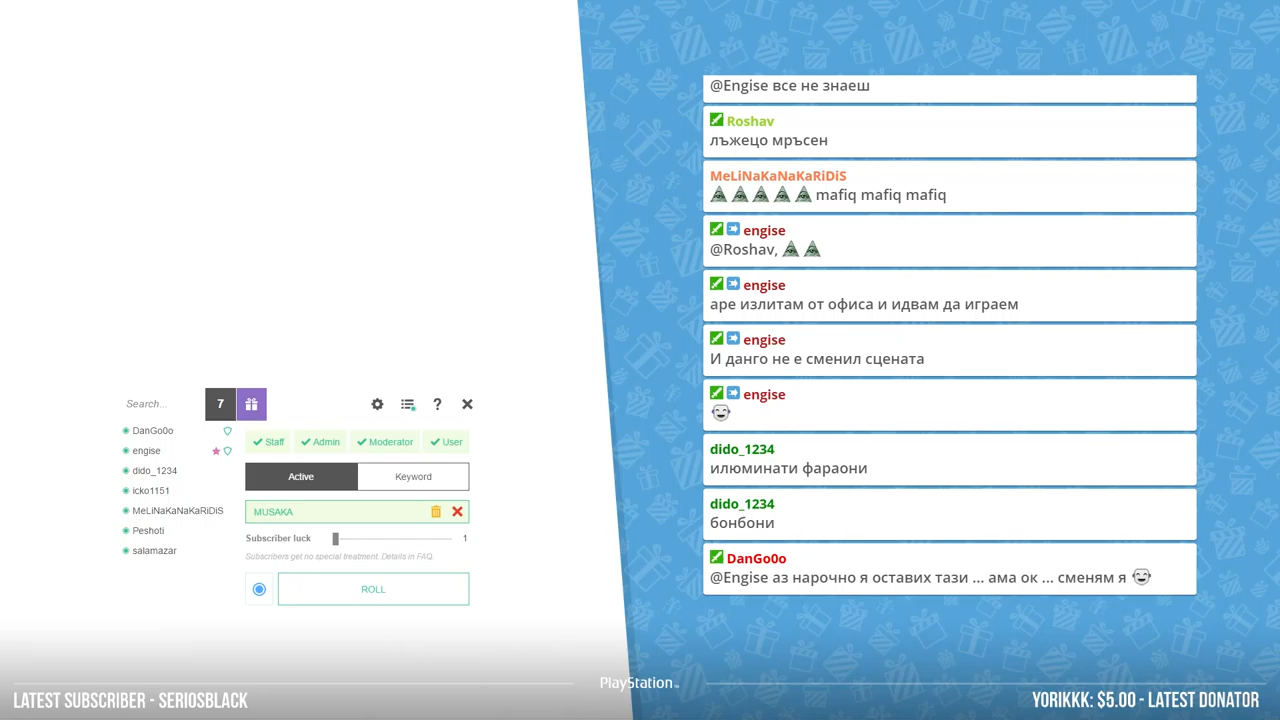 @Engise все не знаеш
Roshav
лъжецо мръсен
MeLiNaKaNaKaRiDiS
mafiq mafiq mafiq
engise
@Roshav,
engise
аре излитам от офиса и идвам да играем
engise
И данго не е сменил сцената
engise
dido_1234
илюминати фараони
dido_1234
бонбони
DanGo0o
@Engise аз нарочно я оставих тази ... ама ок ... сменям я
Search...
7
?
DanGo0o
engise
dido_1234
icko1151
MeLiNaKaNaKaRiDiS
Peshoti
salamazar
Staff Admin Moderator User
Active Keyword
MUSAKA
Subscriber luck 1
Subscribers get no special treatment. Details in FAQ.
ROLL
PlayStation™
LATEST SUBSCRIBER - SERIOSBLACK
YORIKKK: $5.00 - LATEST DONATOR